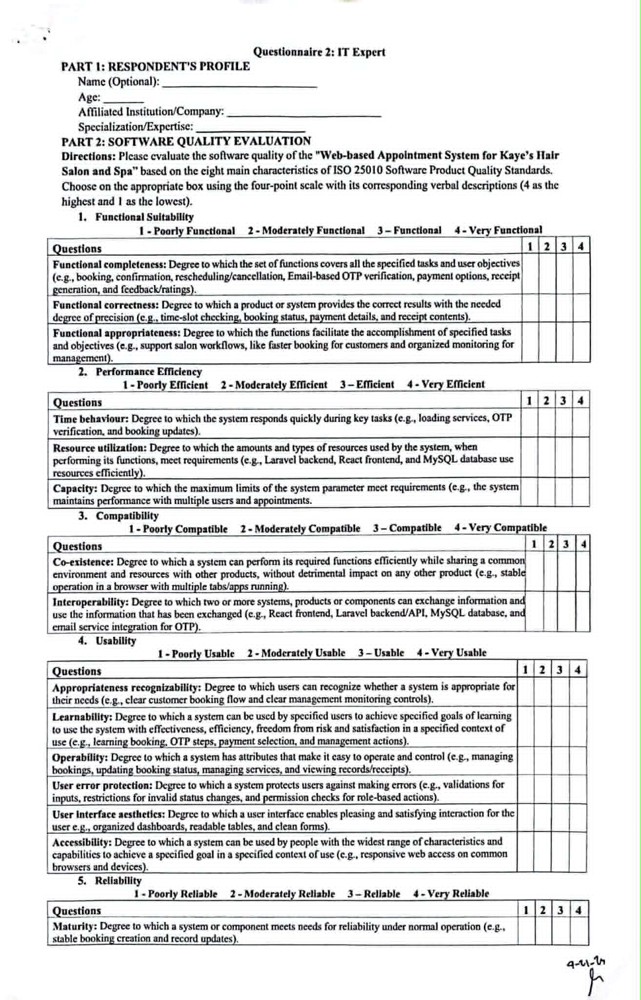 Questionnaire 2: IT Expert
PART 1: RESPONDENT'S PROFILE
Name (Optional): ____________________
Age: ______
Affiliated Institution/Company: ____________________
Specialization/Expertise: ______________
PART 2: SOFTWARE QUALITY EVALUATION
Directions: Please evaluate the software quality of the "Web-based Appointment System for Kaye's Hair
Salon and Spa" based on the eight main characteristics of ISO 25010 Software Product Quality Standards.
Choose on the appropriate box using the four-point scale with its corresponding verbal descriptions (4 as the
highest and 1 as the lowest).
1. Functional Suitability
1 - Poorly Functional 2 - Moderately Functional 3 – Functional 4 - Very Functional
Questions 1 2 3 4
Functional completeness: Degree to which the set of functions covers all the specified tasks and user objectives
(e.g., booking, confirmation, rescheduling/cancellation, Email-based OTP verification, payment options, receipt
generation, and feedback/ratings).
Functional correctness: Degree to which a product or system provides the correct results with the needed
degree of precision (e.g., time-slot checking, booking status, payment details, and receipt contents).
Functional appropriateness: Degree to which the functions facilitate the accomplishment of specified tasks
and objectives (e.g., support salon workflows, like faster booking for customers and organized monitoring for
management).
2. Performance Efficiency
1 - Poorly Efficient 2 - Moderately Efficient 3 – Efficient 4 - Very Efficient
Questions 1 2 3 4
Time behaviour: Degree to which the system responds quickly during key tasks (e.g., loading services, OTP
verification, and booking updates).
Resource utilization: Degree to which the amounts and types of resources used by the system, when
performing its functions, meet requirements (e.g., Laravel backend, React frontend, and MySQL database use
resources efficiently).
Capacity: Degree to which the maximum limits of the system parameter meet requirements (e.g., the system
maintains performance with multiple users and appointments.
3. Compatibility
1 - Poorly Compatible 2 - Moderately Compatible 3 – Compatible 4 - Very Compatible
Questions 1 2 3 4
Co-existence: Degree to which a system can perform its required functions efficiently while sharing a common
environment and resources with other products, without detrimental impact on any other product (e.g., stable
operation in a browser with multiple tabs/apps running).
Interoperability: Degree to which two or more systems, products or components can exchange information and
use the information that has been exchanged (e.g., React frontend, Laravel backend/API, MySQL database, and
email service integration for OTP).
4. Usability
1 - Poorly Usable 2 - Moderately Usable 3 – Usable 4 - Very Usable
Questions 1 2 3 4
Appropriateness recognizability: Degree to which users can recognize whether a system is appropriate for
their needs (e.g., clear customer booking flow and clear management monitoring controls).
Learnability: Degree to which a system can be used by specified users to achieve specified goals of learning
to use the system with effectiveness, efficiency, freedom from risk and satisfaction in a specified context of
use (e.g., learning booking, OTP steps, payment selection, and management actions).
Operability: Degree to which a system has attributes that make it easy to operate and control (e.g., managing
bookings, updating booking status, managing services, and viewing records/receipts).
User error protection: Degree to which a system protects users against making errors (e.g., validations for
inputs, restrictions for invalid status changes, and permission checks for role-based actions).
User interface aesthetics: Degree to which a user interface enables pleasing and satisfying interaction for the
user e.g., organized dashboards, readable tables, and clean forms).
Accessibility: Degree to which a system can be used by people with the widest range of characteristics and
capabilities to achieve a specified goal in a specified context of use (e.g., responsive web access on common
browsers and devices).
5. Reliability
1 - Poorly Reliable 2 - Moderately Reliable 3 – Reliable 4 - Very Reliable
Questions 1 2 3 4
Maturity: Degree to which a system or component meets needs for reliability under normal operation (e.g.,
stable booking creation and record updates).